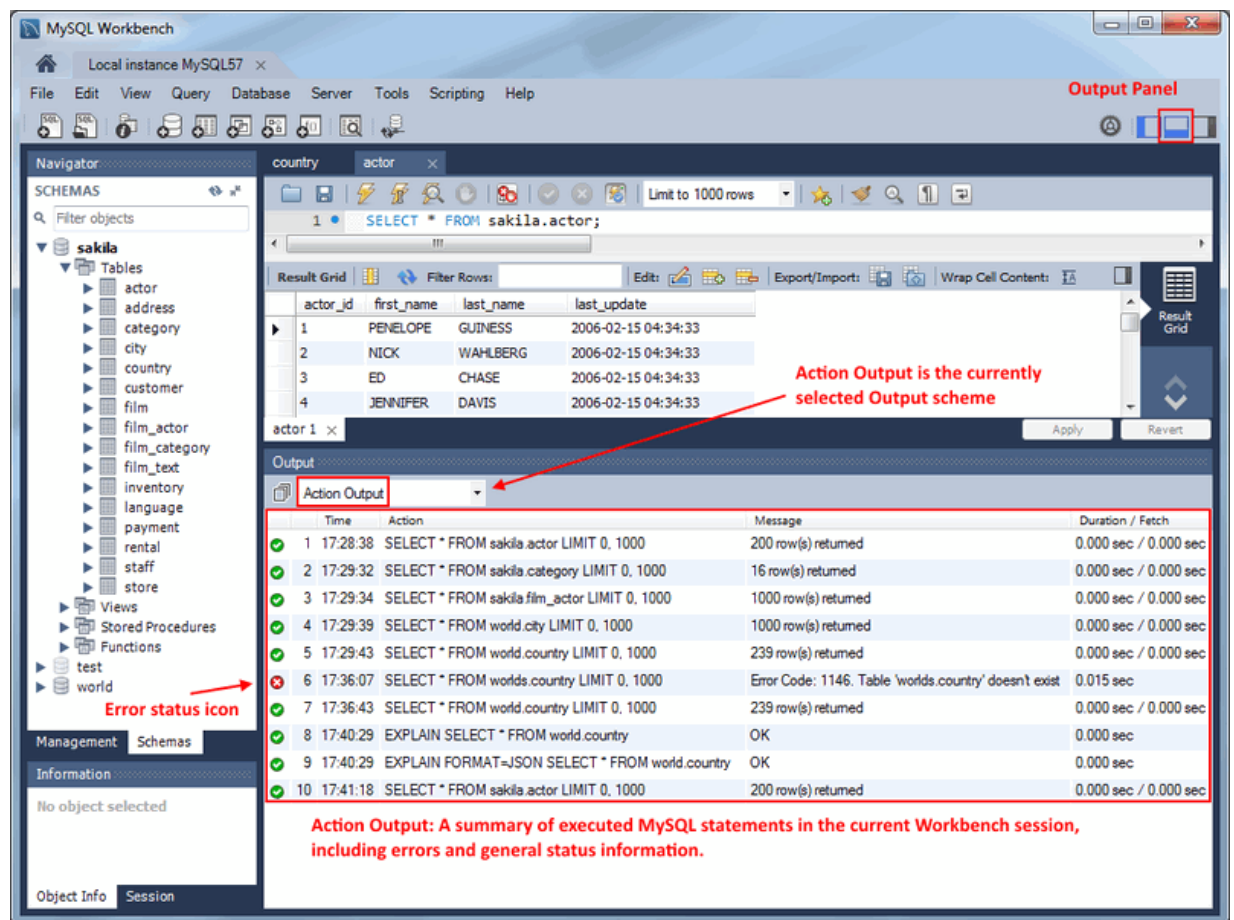 MySQL Workbench
Local instance MySQL57
File Edit View Query Database Server Tools Scripting Help
Output Panel
Navigator
SCHEMAS
Filter objects
sakila
Tables
actor
address
category
city
country
customer
film
film_actor
film_category
film_text
inventory
language
payment
rental
staff
store
Views
Stored Procedures
Functions
test
world
Error status icon
Management Schemas
Information
No object selected
Object Info Session
country actor
Limit to 1000 rows
1 SELECT * FROM sakila.actor;
Result Grid Filter Rows: Edit: Export/Import: Wrap Cell Content:
Result
Grid
actor_id first_name last_name last_update
1 PENELOPE GUINESS 2006-02-15 04:34:33
2 NICK WAHLBERG 2006-02-15 04:34:33
3 ED CHASE 2006-02-15 04:34:33
4 JENNIFER DAVIS 2006-02-15 04:34:33
Action Output is the currently
selected Output scheme
actor 1 Apply Revert
Output
Action Output
Time Action Message Duration / Fetch
1 17:28:38 SELECT * FROM sakila.actor LIMIT 0, 1000 200 row(s) returned 0.000 sec / 0.000 sec
2 17:29:32 SELECT * FROM sakila.category LIMIT 0, 1000 16 row(s) returned 0.000 sec / 0.000 sec
3 17:29:34 SELECT * FROM sakila.film_actor LIMIT 0, 1000 1000 row(s) returned 0.000 sec / 0.000 sec
4 17:29:39 SELECT * FROM world.city LIMIT 0, 1000 1000 row(s) returned 0.000 sec / 0.000 sec
5 17:29:43 SELECT * FROM world.country LIMIT 0, 1000 239 row(s) returned 0.000 sec / 0.000 sec
6 17:36:07 SELECT * FROM worlds.country LIMIT 0, 1000 Error Code: 1146. Table 'worlds.country' doesn't exist 0.015 sec
7 17:36:43 SELECT * FROM world.country LIMIT 0, 1000 239 row(s) returned 0.000 sec / 0.000 sec
8 17:40:29 EXPLAIN SELECT * FROM world.country OK 0.000 sec
9 17:40:29 EXPLAIN FORMAT=JSON SELECT * FROM world.country OK 0.000 sec
10 17:41:18 SELECT * FROM sakila.actor LIMIT 0, 1000 200 row(s) returned 0.000 sec / 0.000 sec
Action Output: A summary of executed MySQL statements in the current Workbench session,
including errors and general status information.